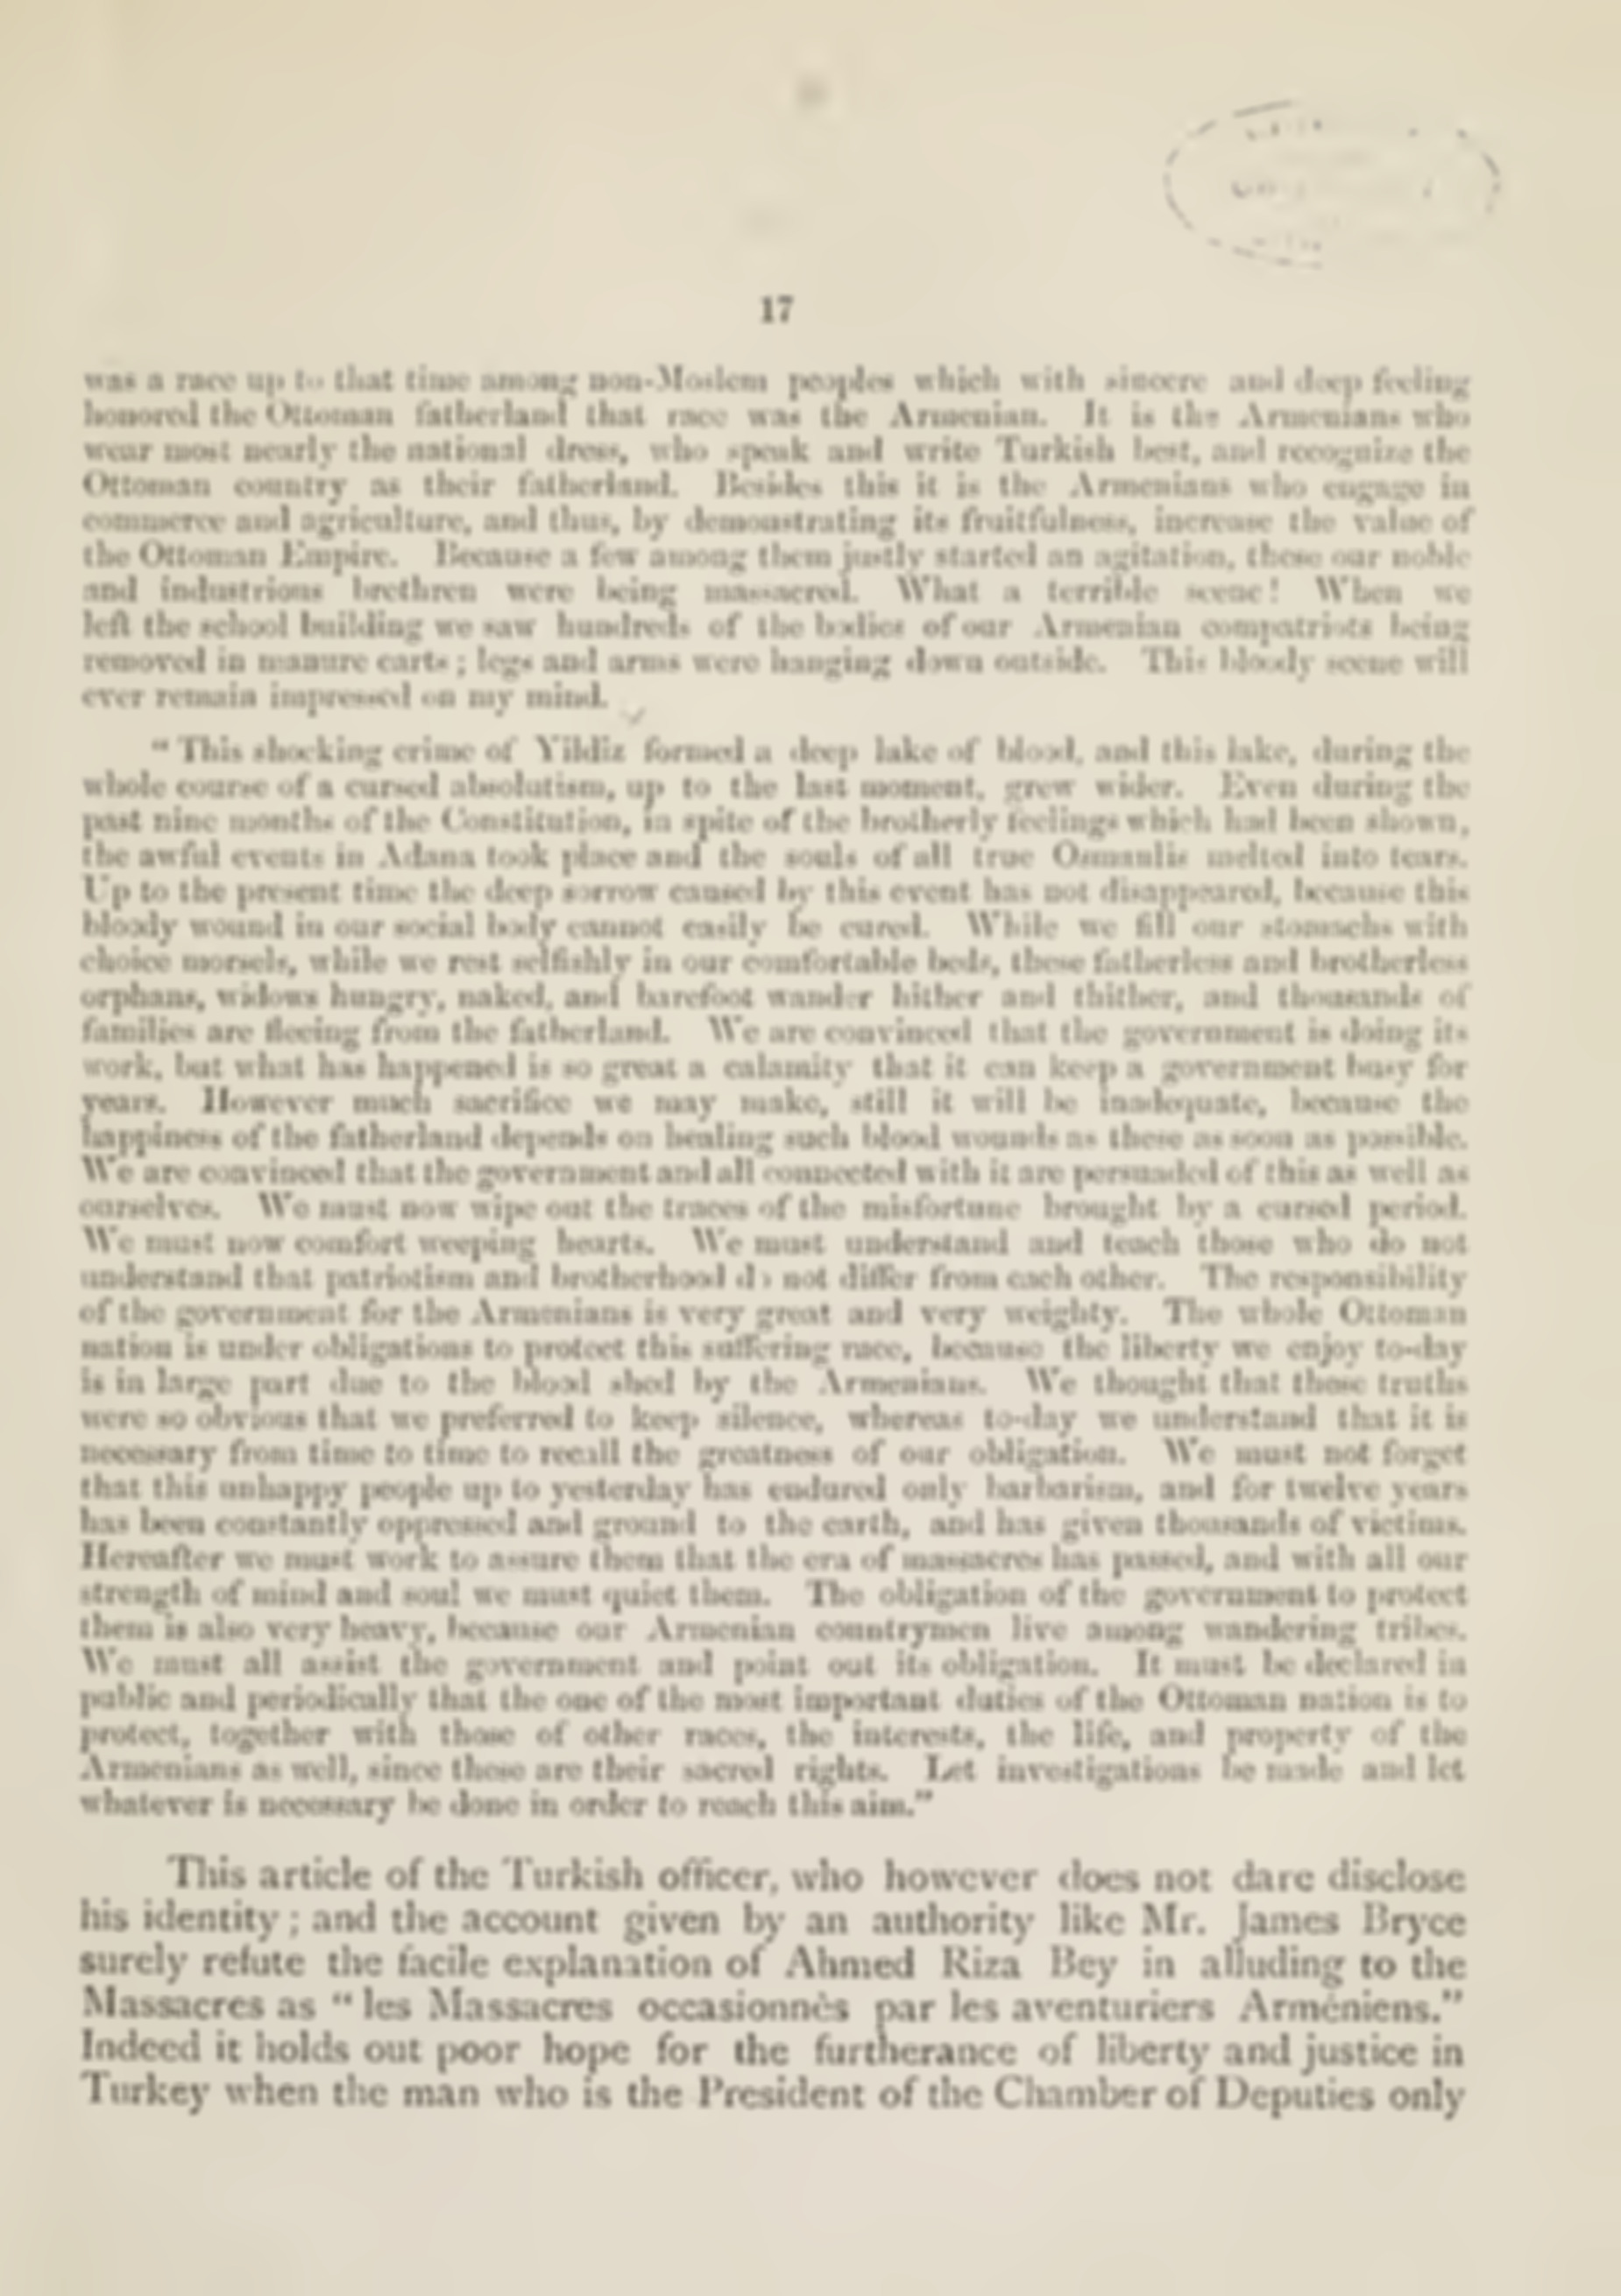 17
was a race up to that time among non-Moslem peoples which with sincere and deep feeling
honored the Ottoman fatherland that race was the Armenian. It is the Armenians who
wear most nearly the national dress, who speak and write Turkish best, and recognize the
Ottoman country as their fatherland. Besides this it is the Armenians who engage in
commerce and agriculture, and thus, by demonstrating its fruitfulness, increase the value of
the Ottoman Empire. Because a few among them justly started an agitation, these our noble
and industrious brethren were being massacred. What a terrible scene! When we
left the school building we saw hundreds of the bodies of our Armenian compatriots being
removed in manure carts; legs and arms were hanging down outside. This bloody scene will
ever remain impressed on my mind.
" This shocking crime of Yildiz formed a deep lake of blood, and this lake, during the
whole course of a cursed absolutism, up to the last moment, grew wider. Even during the
past nine months of the Constitution, in spite of the brotherly feelings which had been shown,
the awful events in Adana took place and the souls of all true Osmanlis melted into tears.
Up to the present time the deep sorrow caused by this event has not disappeared, because this
bloody wound in our social body cannot easily be cured. While we fill our stomachs with
choice morsels, while we rest selfishly in our comfortable beds, these fatherless and brotherless
orphans, widows hungry, naked, and barefoot wander hither and thither, and thousands of
families are fleeing from the fatherland. We are convinced that the government is doing its
work, but what has happened is so great a calamity that it can keep a government busy for
years. However much sacrifice we may make, still it will be inadequate, because the
happiness of the fatherland depends on healing such blood wounds as these as soon as possible.
We are convinced that the government and all connected with it are persuaded of this as well as
ourselves. We must now wipe out the traces of the misfortune brought by a cursed period.
We must now comfort weeping hearts. We must understand and teach those who do not
understand that patriotism and brotherhood do not differ from each other. The responsibility
of the government for the Armenians is very great and very weighty. The whole Ottoman
nation is under obligations to protect this suffering race, because the liberty we enjoy to-day
is in large part due to the blood shed by the Armenians. We thought that these truths
were so obvious that we preferred to keep silence, whereas to-day we understand that it is
necessary from time to time to recall the greatness of our obligation. We must not forget
that this unhappy people up to yesterday has endured only barbarism, and for twelve years
has been constantly oppressed and ground to the earth, and has given thousands of victims.
Hereafter we must work to assure them that the era of massacres has passed, and with all our
strength of mind and soul we must quiet them. The obligation of the government to protect
them is also very heavy, because our Armenian countrymen live among wandering tribes.
We must all assist the government and point out its obligation. It must be declared in
public and periodically that the one of the most important duties of the Ottoman nation is to
protect, together with those of other races, the interests, the life, and property of the
Armenians as well, since these are their sacred rights. Let investigations be made and let
whatever is necessary be done in order to reach this aim."
This article of the Turkish officer, who however does not dare disclose
his identity; and the account given by an authority like Mr. James Bryce
surely refute the facile explanation of Ahmed Riza Bey in alluding to the
Massacres as " les Massacres occasionnès par les aventuriers Arméniens."
Indeed it holds out poor hope for the furtherance of liberty and justice in
Turkey when the man who is the President of the Chamber of Deputies only